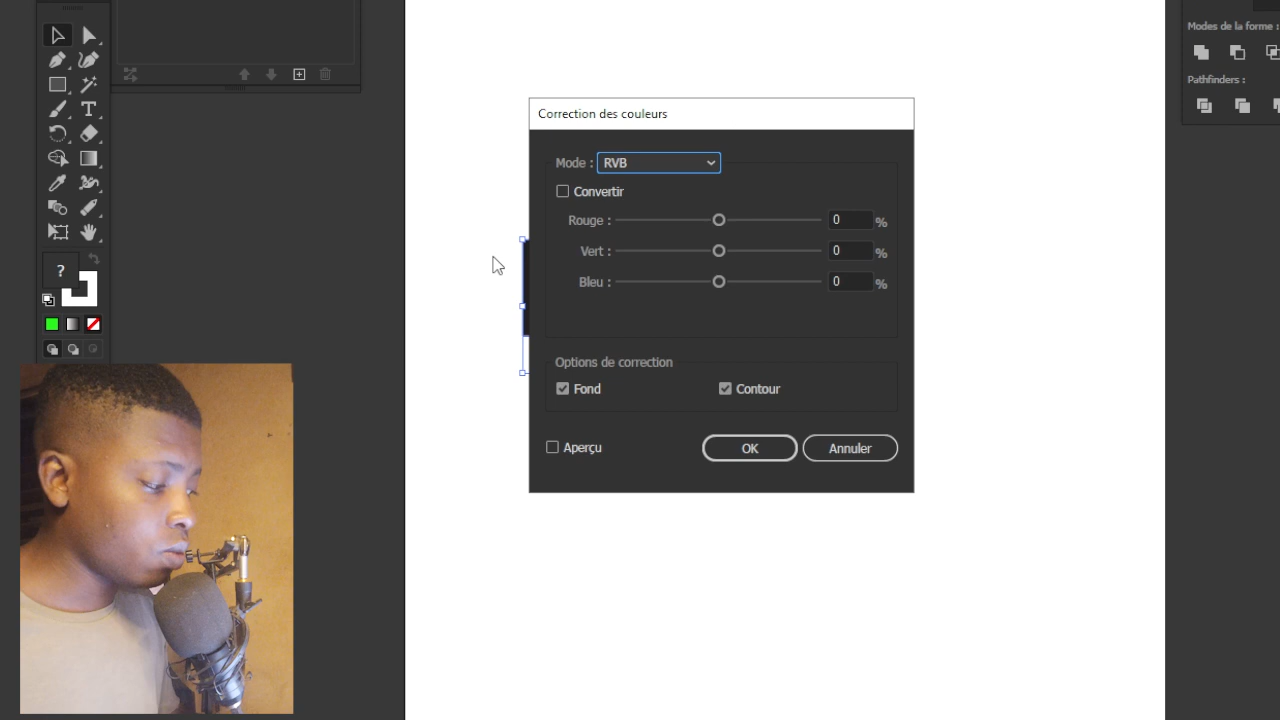 Modes de la forme :
Pathfinders :
Correction des couleurs
Mode : RVB
Convertir
Rouge : 0 %
Vert : 0 %
Bleu : 0 %
Options de correction
Fond
Contour
Aperçu
OK
Annuler
T
?